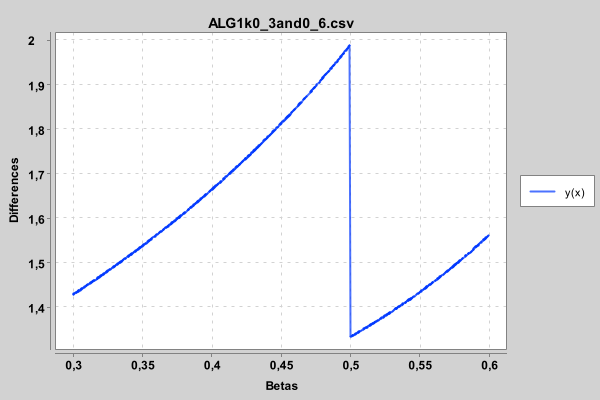 ALG1k0_3and0_6.csv
2
1,9
1,8
1,7
1,6
1,5
1,4
Differences
0,3 0,35 0,4 0,45 0,5 0,55 0,6
Betas
y(x)